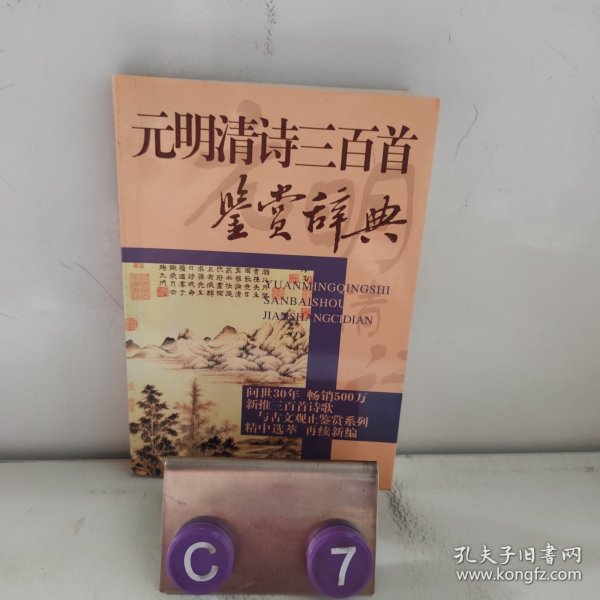 元明清诗三百首
鉴赏辞典
YUANMINGQINGSHI
SANBAISHOU
JIANSHANGCIDIAN
问世30年 畅销500万
新推三百首诗歌
与古文观止鉴赏系列
精中选萃 再续新编
C 7
孔夫子旧书网
www.kongfz.com